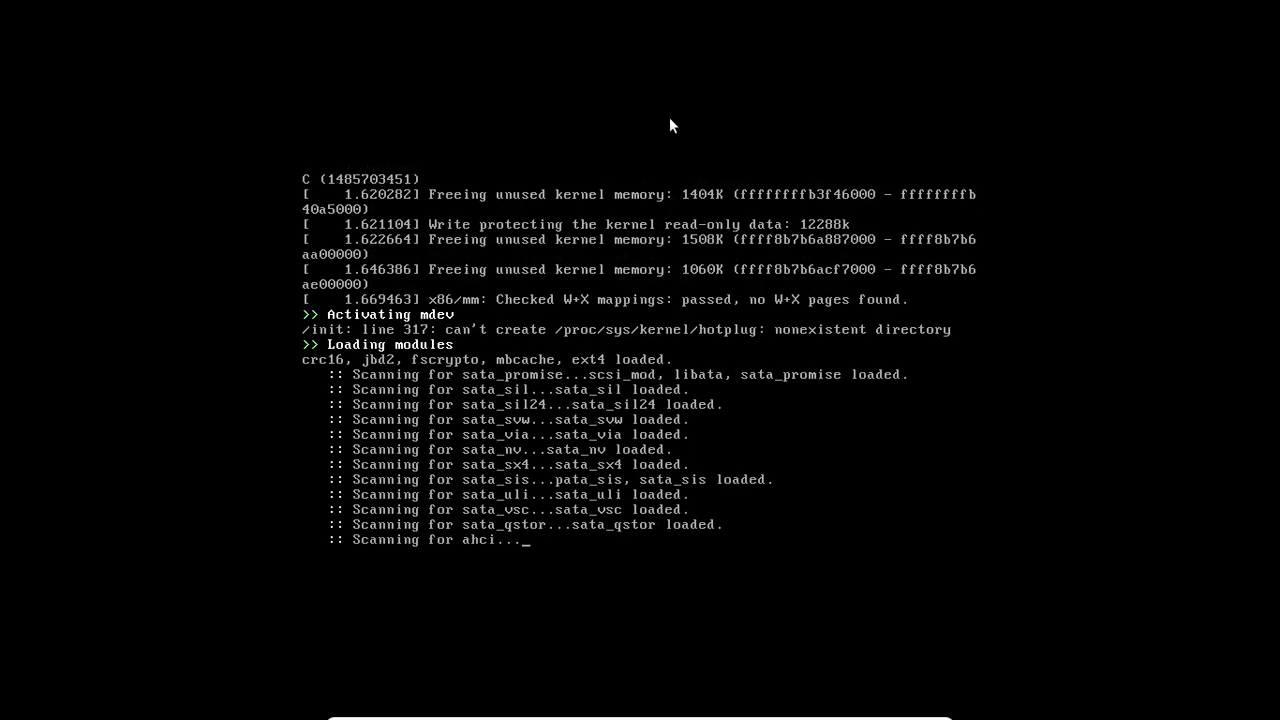 C (1485703451)
[    1.620282] Freeing unused kernel memory: 1404K (ffffffffb3f46000 - ffffffffb
40a5000)
[    1.621104] Write protecting the kernel read-only data: 12288k
[    1.622664] Freeing unused kernel memory: 1508K (ffff8b7b6a887000 - ffff8b7b6
aa00000)
[    1.646386] Freeing unused kernel memory: 1060K (ffff8b7b6acf7000 - ffff8b7b6
ae00000)
[    1.669463] x86/mm: Checked W+X mappings: passed, no W+X pages found.
>> Activating mdev
/init: line 317: can't create /proc/sys/kernel/hotplug: nonexistent directory
>> Loading modules
crc16, jbd2, fscrypto, mbcache, ext4 loaded.
:: Scanning for sata_promise...scsi_mod, libata, sata_promise loaded.
:: Scanning for sata_sil...sata_sil loaded.
:: Scanning for sata_sil24...sata_sil24 loaded.
:: Scanning for sata_svw...sata_svw loaded.
:: Scanning for sata_via...sata_via loaded.
:: Scanning for sata_nv...sata_nv loaded.
:: Scanning for sata_sx4...sata_sx4 loaded.
:: Scanning for sata_sis...pata_sis, sata_sis loaded.
:: Scanning for sata_uli...sata_uli loaded.
:: Scanning for sata_vsc...sata_vsc loaded.
:: Scanning for sata_qstor...sata_qstor loaded.
:: Scanning for ahci..._